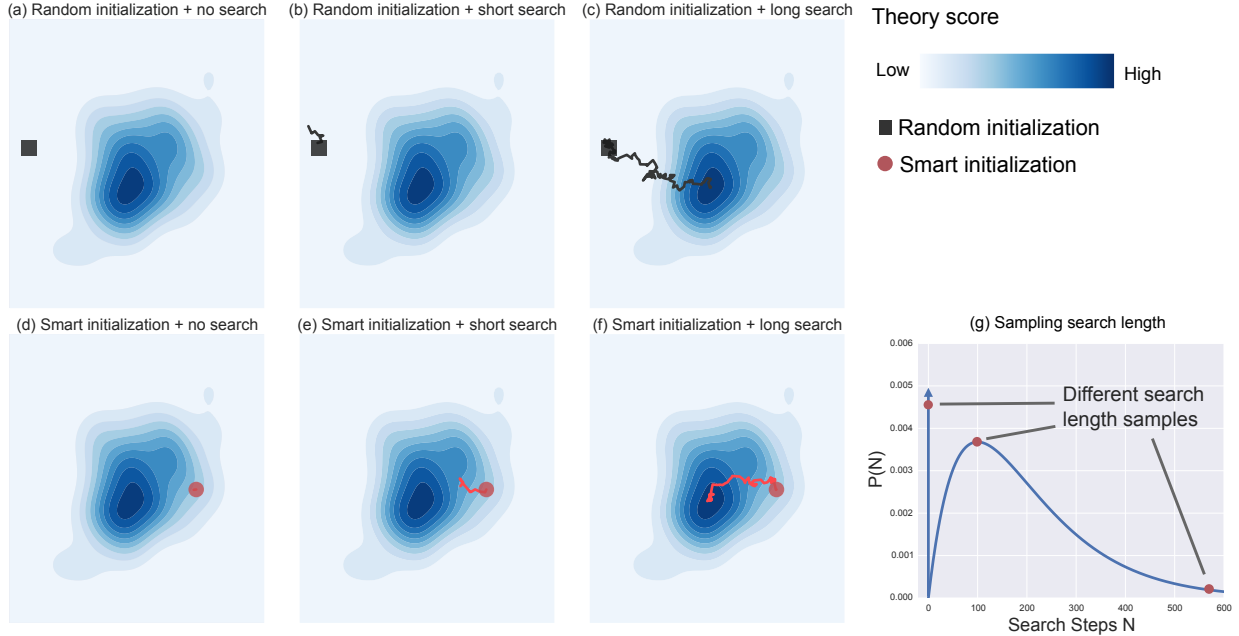 (a) Random initialization + no search
(b) Random initialization + short search
(c) Random initialization + long search
Theory score
Low
High
Random initialization
Smart initialization
(d) Smart initialization + no search
(e) Smart initialization + short search
(f) Smart initialization + long search
(g) Sampling search length
0.006
0.005
0.004
0.003
0.002
0.001
0.000
P(N)
Different search
length samples
0
100
200
300
400
500
600
Search Steps N